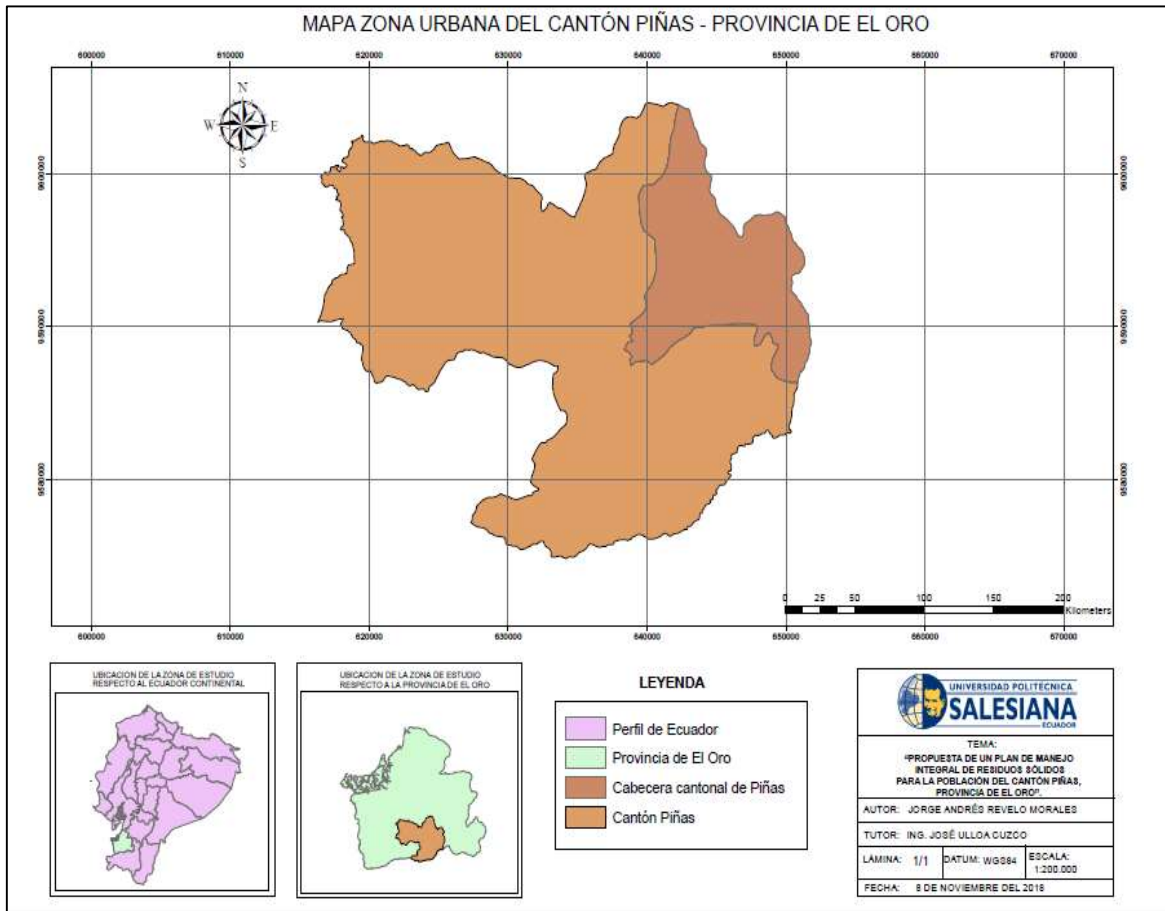 MAPA ZONA URBANA DEL CANTÓN PIÑAS - PROVINCIA DE EL ORO
600000 610000 620000 630000 640000 650000 660000 670000
N
W E
S
9600000 9600000
9590000 9590000
9580000 9580000
0 25 50 100 150 200
Kilometers
600000 610000 620000 630000 640000 650000 660000 670000
UBICACION DE LA ZONA DE ESTUDIO
RESPECTO AL ECUADOR CONTINENTAL
UBICACION DE LA ZONA DE ESTUDIO
RESPECTO A LA PROVINCIA DE EL ORO
LEYENDA
Perfil de Ecuador
Provincia de El Oro
Cabecera cantonal de Piñas
Cantón Piñas
UNIVERSIDAD POLITÉCNICA
SALESIANA
ECUADOR
TEMA:
"PROPUESTA DE UN PLAN DE MANEJO
INTEGRAL DE RESIDUOS SÓLIDOS
PARA LA POBLACIÓN DEL CANTÓN PIÑAS,
PROVINCIA DE EL ORO".
AUTOR: JORGE ANDRÉS REVELO MORALES
TUTOR: ING. JOSÉ ULLOA CUZCO
LÁMINA: 1/1 DATUM: WGS84 ESCALA:
1:200.000
FECHA: 8 DE NOVIEMBRE DEL 2018